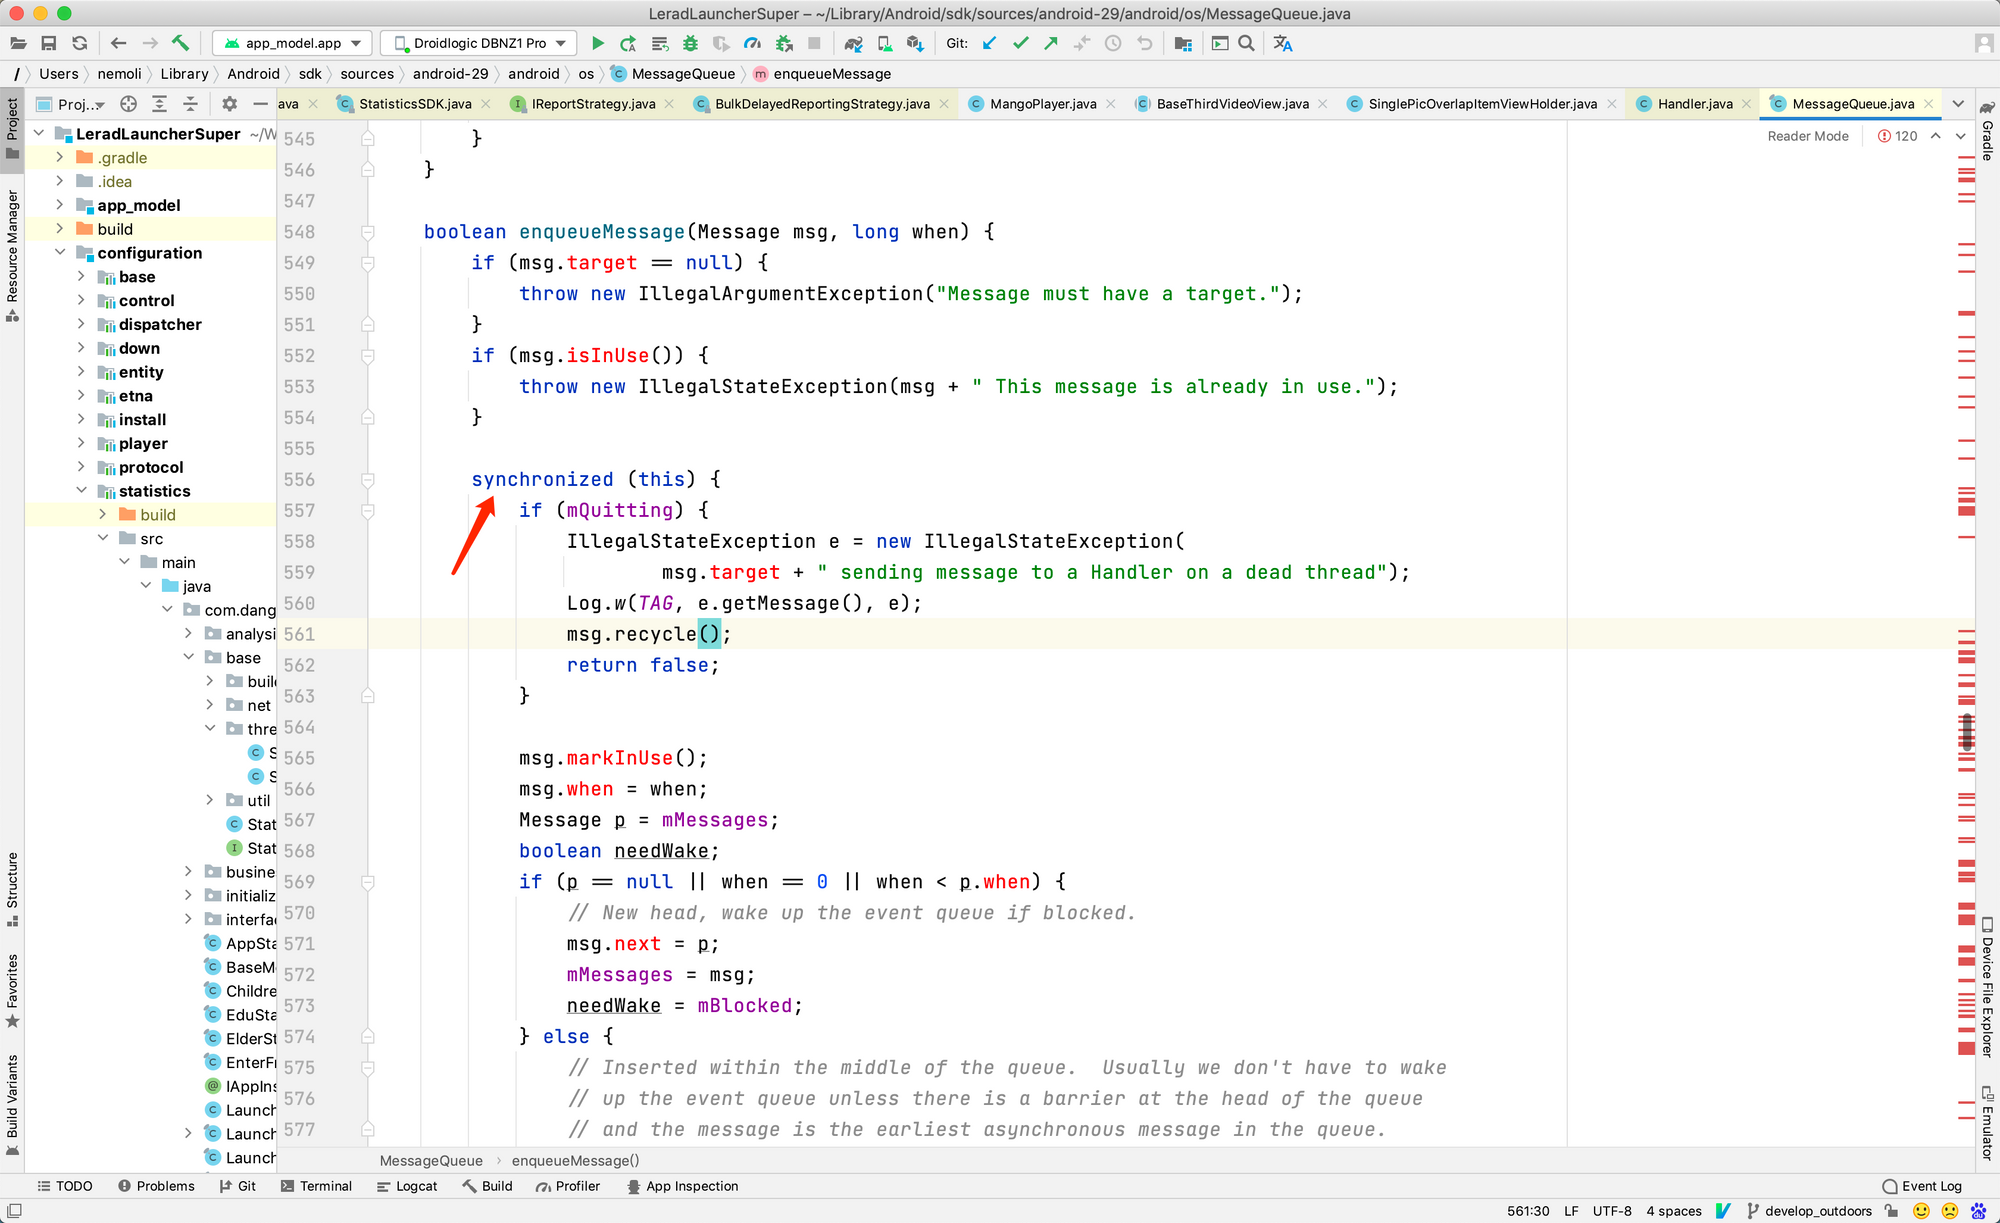 LeradLauncherSuper – ~/Library/Android/sdk/sources/android-29/android/os/MessageQueue.java
app_model.app
Droidlogic DBNZ1 Pro
Git:
/ Users nemoli Library Android sdk sources android-29 android os MessageQueue enqueueMessage
Proj..
ava
StatisticsSDK.java
IReportStrategy.java
BulkDelayedReportingStrategy.java
MangoPlayer.java
BaseThirdVideoView.java
SinglePicOverlapItemViewHolder.java
Handler.java
MessageQueue.java
Project
Resource Manager
Structure
Favorites
Build Variants
LeradLauncherSuper ~/W
.gradle
.idea
app_model
build
configuration
base
control
dispatcher
down
entity
etna
install
player
protocol
statistics
build
src
main
java
com.dang
analysi
base
buil
net
thre
S
S
util
Stat
Stat
busine
initializ
interfac
AppSta
BaseM
Childre
EduSta
ElderSt
EnterFr
IAppIns
Launch
Launch
Launch
Reader Mode
120
545 }
546 }
547
548 boolean enqueueMessage(Message msg, long when) {
549 if (msg.target == null) {
550 throw new IllegalArgumentException("Message must have a target.");
551 }
552 if (msg.isInUse()) {
553 throw new IllegalStateException(msg + " This message is already in use.");
554 }
555
556 synchronized (this) {
557 if (mQuitting) {
558 IllegalStateException e = new IllegalStateException(
559 msg.target + " sending message to a Handler on a dead thread");
560 Log.w(TAG, e.getMessage(), e);
561 msg.recycle();
562 return false;
563 }
564
565 msg.markInUse();
566 msg.when = when;
567 Message p = mMessages;
568 boolean needWake;
569 if (p == null || when == 0 || when < p.when) {
570 // New head, wake up the event queue if blocked.
571 msg.next = p;
572 mMessages = msg;
573 needWake = mBlocked;
574 } else {
575 // Inserted within the middle of the queue.  Usually we don't have to wake
576 // up the event queue unless there is a barrier at the head of the queue
577 // and the message is the earliest asynchronous message in the queue.
Gradle
Device File Explorer
Emulator
MessageQueue enqueueMessage()
TODO
Problems
Git
Terminal
Logcat
Build
Profiler
App Inspection
Event Log
561:30 LF UTF-8 4 spaces develop_outdoors